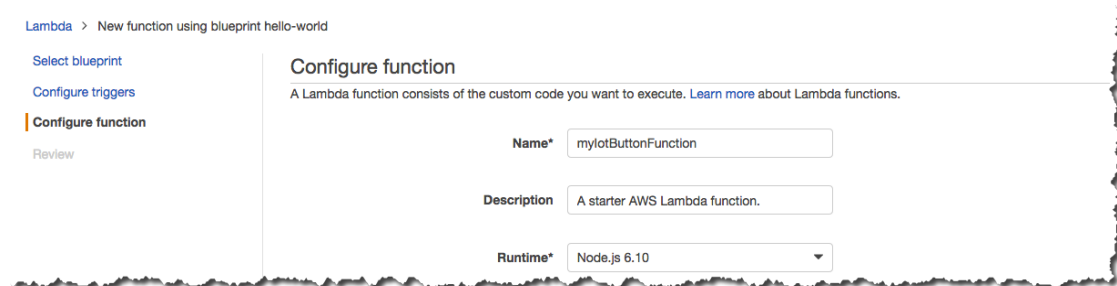 Lambda > New function using blueprint hello-world
Select blueprint
Configure triggers
Configure function
Review
Configure function
A Lambda function consists of the custom code you want to execute. Learn more about Lambda functions.
Name* myIotButtonFunction
Description A starter AWS Lambda function.
Runtime* Node.js 6.10